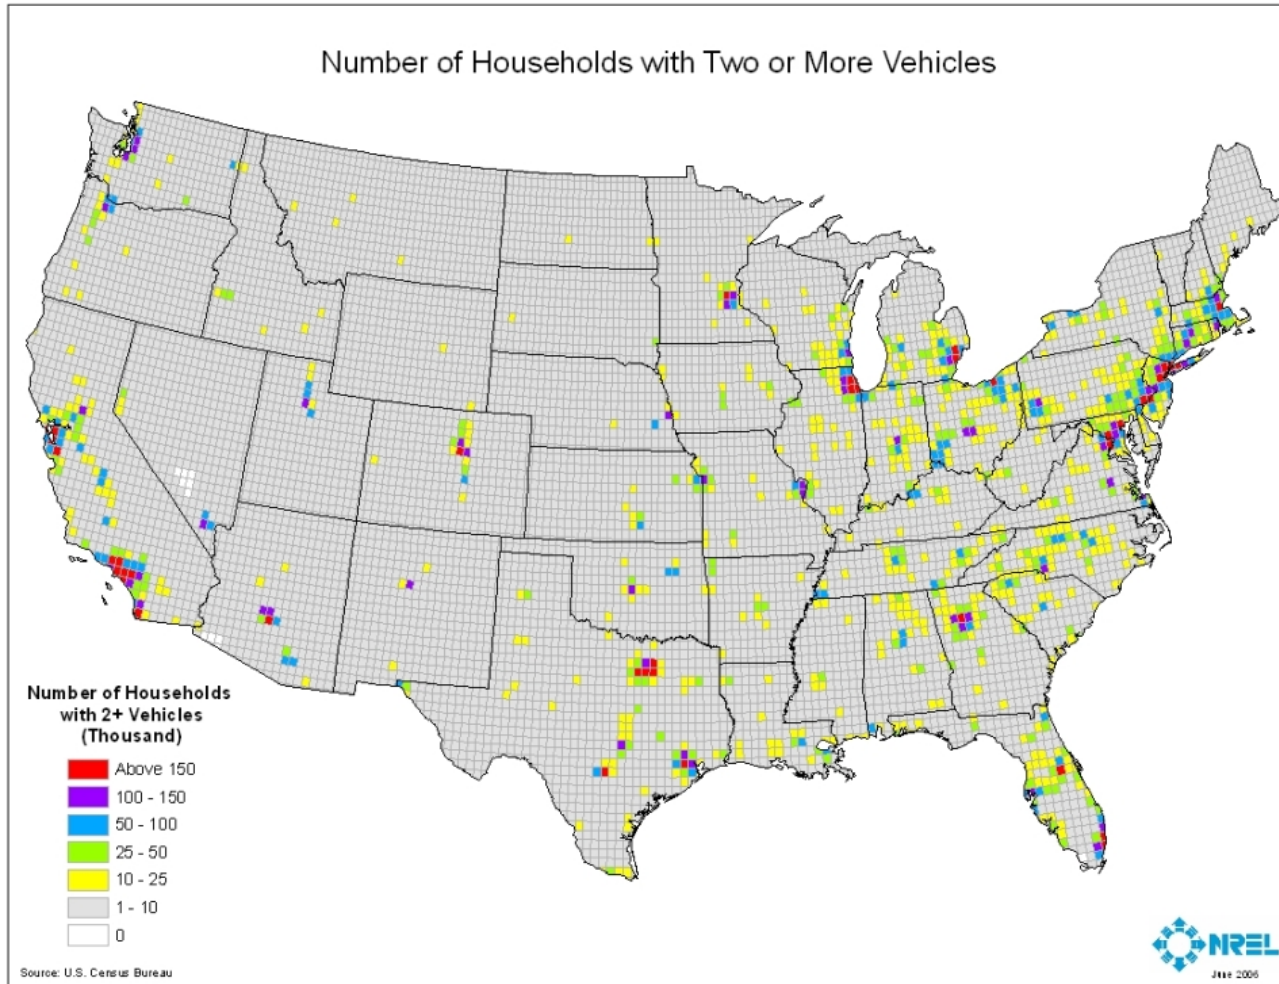 Number of Households with Two or More Vehicles
Number of Households
with 2+ Vehicles
(Thousand)
Above 150
100 - 150
50 - 100
25 - 50
10 - 25
1 - 10
0
Source: U.S. Census Bureau
NREL
June 2006